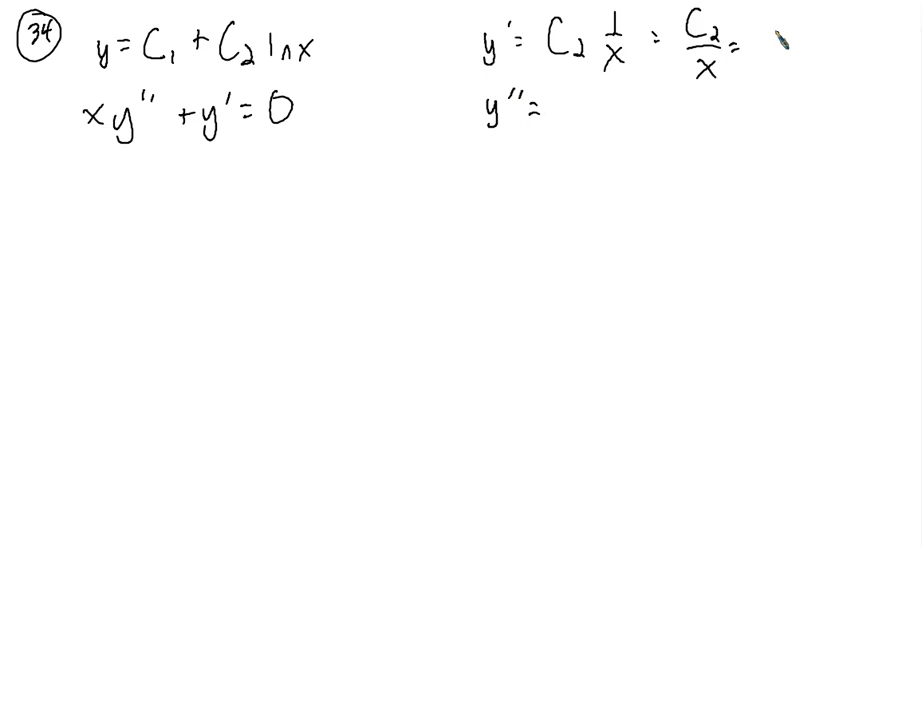 34 y = C₁ + C₂ ln x
xy'' + y' = 0
y' = C₂ 1/x = C₂/x =
y'' =